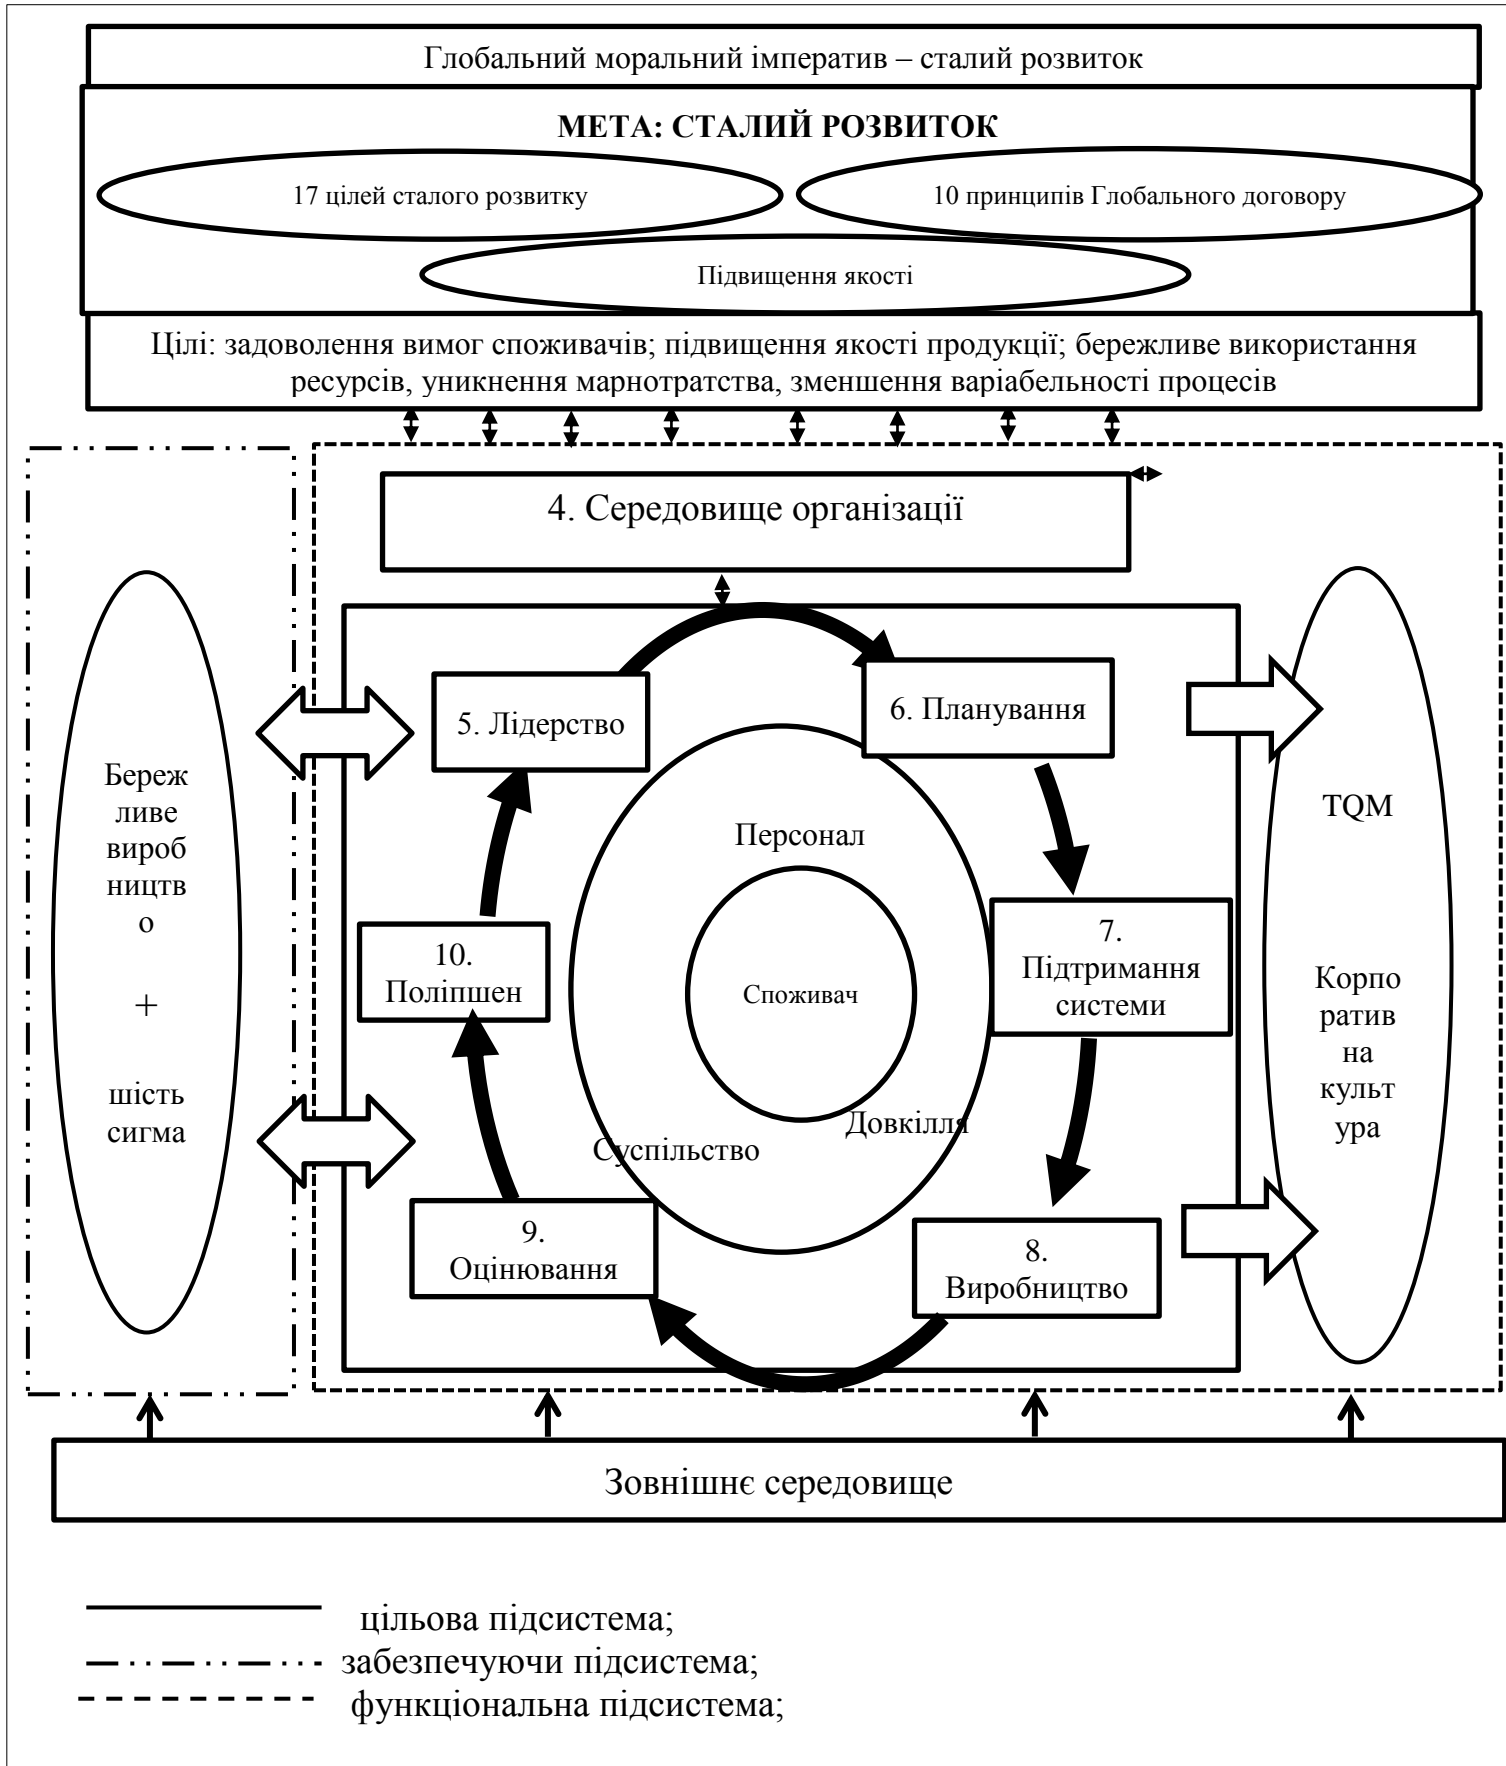 Глобальний моральний імператив – сталий розвиток
МЕТА: СТАЛИЙ РОЗВИТОК
17 цілей сталого розвитку
10 принципів Глобального договору
Підвищення якості
Цілі: задоволення вимог споживачів; підвищення якості продукції; бережливе використання
ресурсів, уникнення марнотратства, зменшення варіабельності процесів
4. Середовище організації
5. Лідерство
6. Планування
Береж
ливе
вироб
ництв
о
+
шість
сигма
Персонал
Споживач
Довкілля
Суспільство
7.
Підтримання
системи
8.
Виробництво
9.
Оцінювання
10.
Поліпшен
TQM
Корпо
ратив
на
культ
ура
Зовнішнє середовище
цільова підсистема;
забезпечуючи підсистема;
функціональна підсистема;